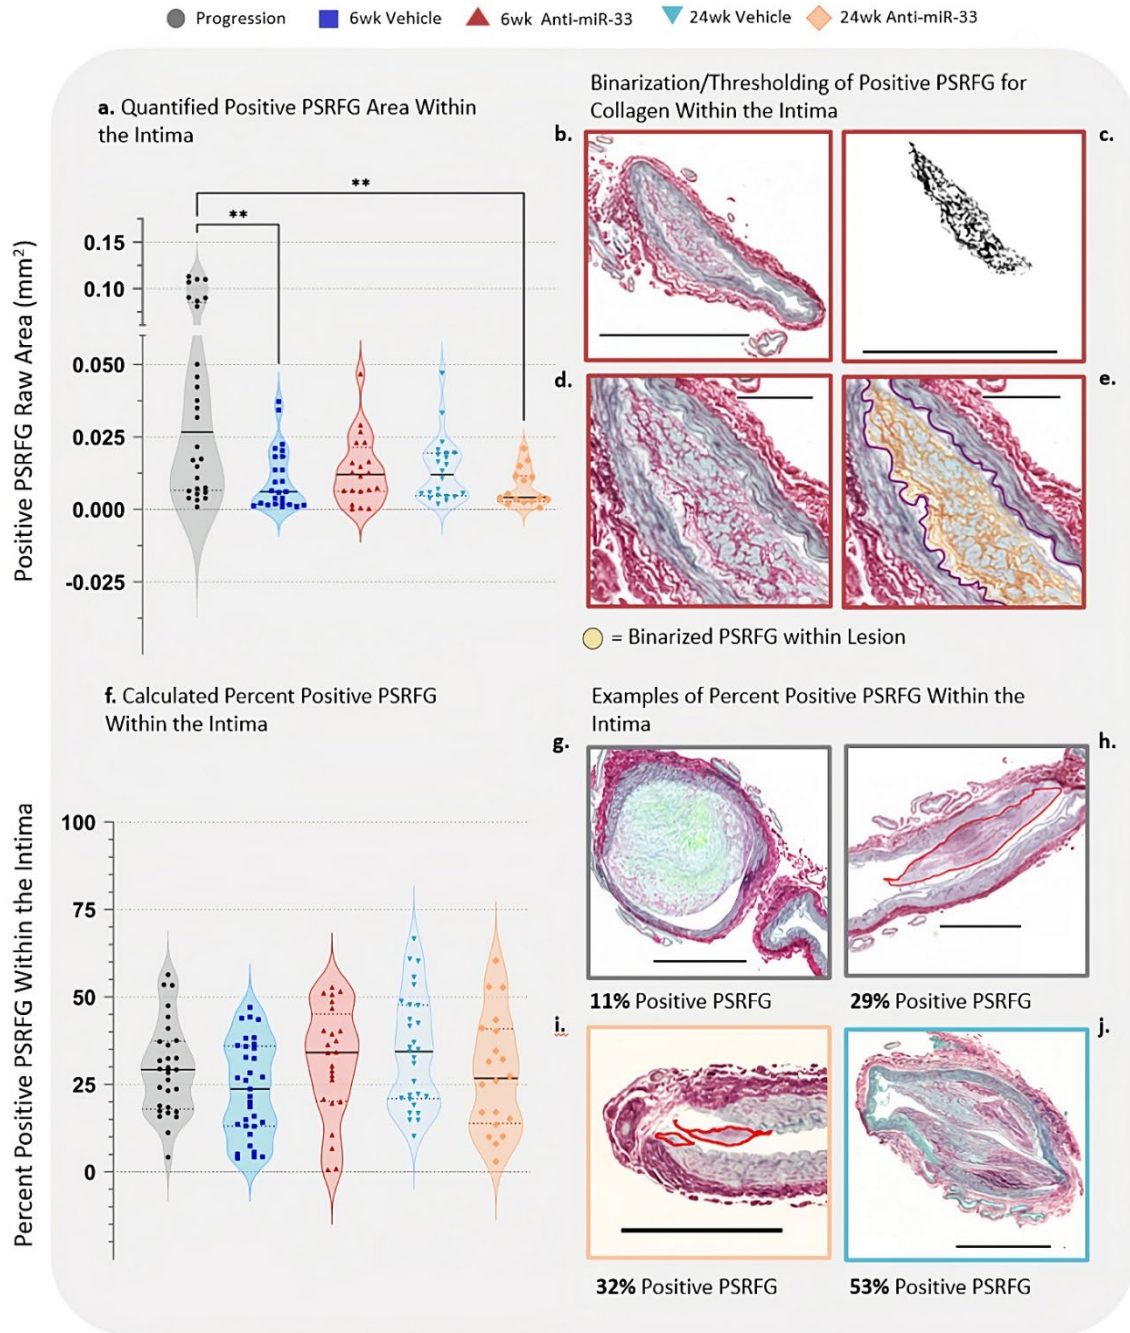 Progression 6wk Vehicle 6wk Anti-miR-33 24wk Vehicle 24wk Anti-miR-33
a. Quantified Positive PSRFG Area Within
the Intima
Positive PSRFG Raw Area (mm²)
0.15
0.10
0.050
0.025
0.000
-0.025
**
**
Binarization/Thresholding of Positive PSRFG for
Collagen Within the Intima
b.
c.
d.
e.
= Binarized PSRFG within Lesion
f. Calculated Percent Positive PSRFG
Within the Intima
Percent Positive PSRFG Within the Intima
100
75
50
25
0
Examples of Percent Positive PSRFG Within the
Intima
g.
h.
11% Positive PSRFG
29% Positive PSRFG
i.
j.
32% Positive PSRFG
53% Positive PSRFG